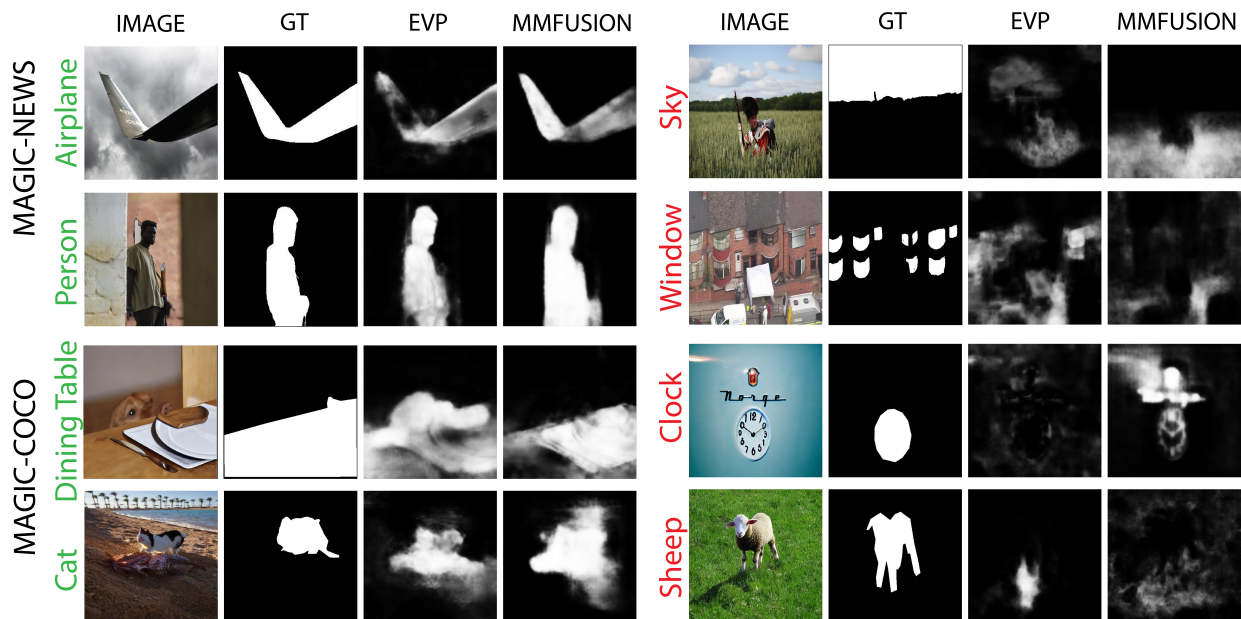 IMAGE GT EVP MMFUSION IMAGE GT EVP MMFUSION
MAGIC-NEWS
Airplane
Person
Sky
Window
MAGIC-COCO
Dining Table
Cat
Clock
Norge
12
Sheep